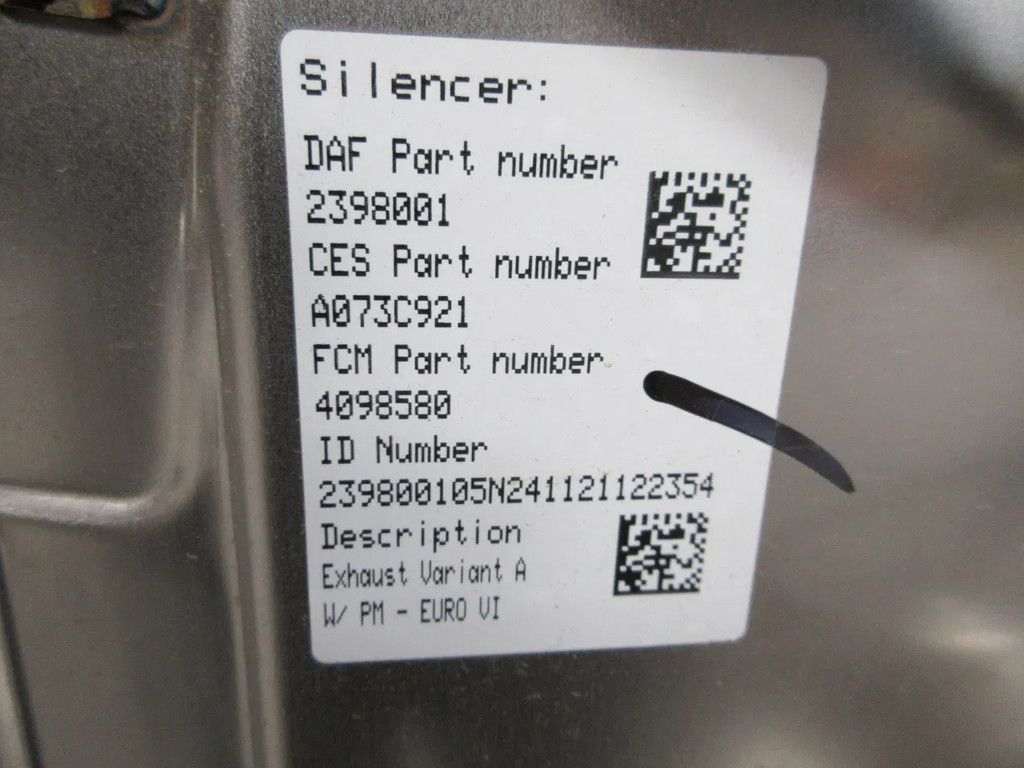 Silencer:
DAF Part number
2398001
CES Part number
A073C921
FCM Part number
4098580
ID Number
239800105N241121122354
Description
Exhaust Variant A
W/ PM - EURO VI